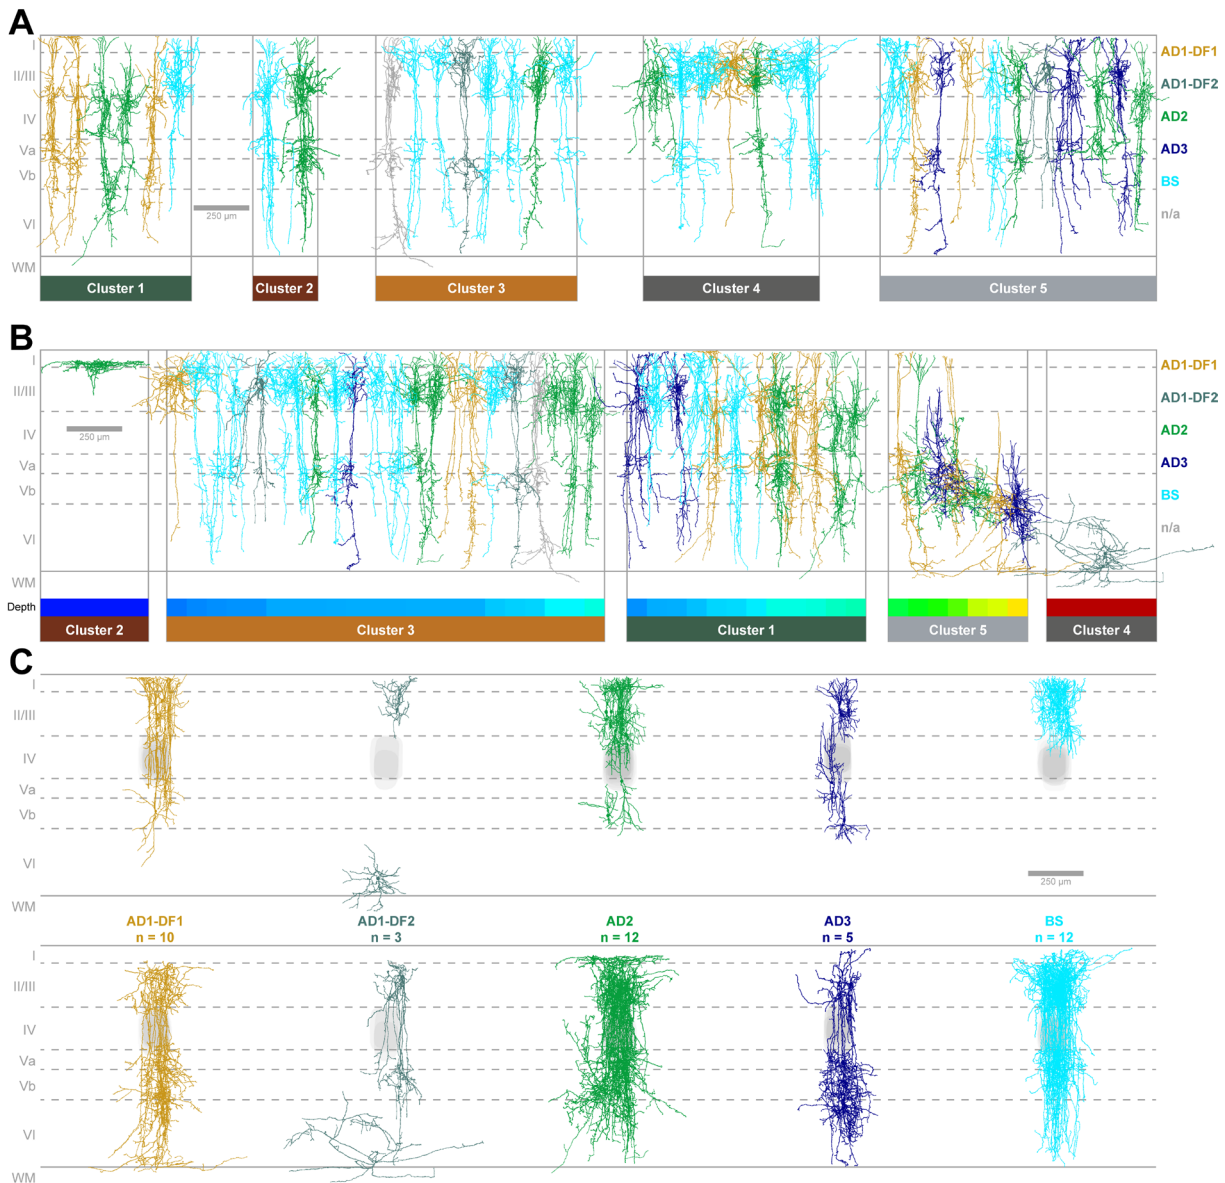 A
I
II/III
IV
Va
Vb
VI
WM
250 µm
AD1-DF1
AD1-DF2
AD2
AD3
BS
n/a
Cluster 1
Cluster 2
Cluster 3
Cluster 4
Cluster 5
B
I
II/III
IV
Va
Vb
VI
WM
250 µm
AD1-DF1
AD1-DF2
AD2
AD3
BS
n/a
Depth
Cluster 2
Cluster 3
Cluster 1
Cluster 5
Cluster 4
C
I
II/III
IV
Va
Vb
VI
WM
250 µm
AD1-DF1
n = 10
AD1-DF2
n = 3
AD2
n = 12
AD3
n = 5
BS
n = 12
I
II/III
IV
Va
Vb
VI
WM